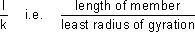 l/k i.e. length of member / least radius of gyration